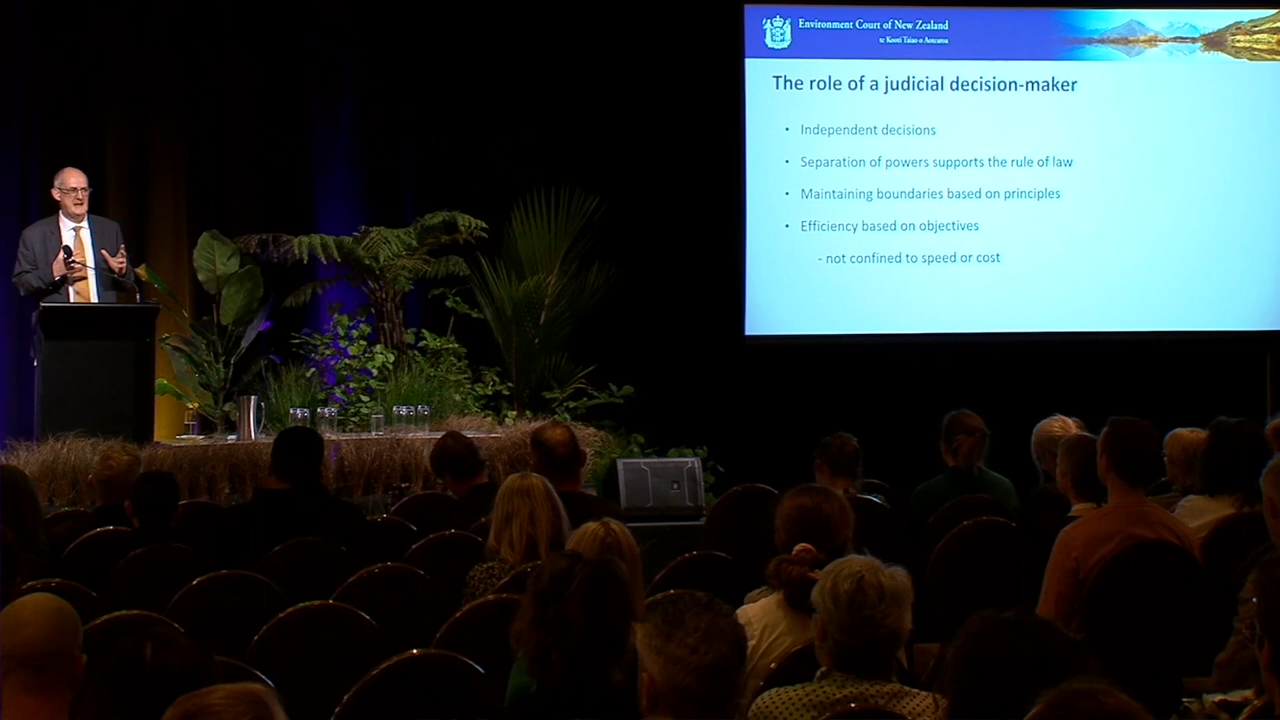 Environment Court of New Zealand
te Kooti Taiao o Aotearoa
The role of a judicial decision-maker
• Independent decisions
• Separation of powers supports the rule of law
• Maintaining boundaries based on principles
• Efficiency based on objectives
- not confined to speed or cost